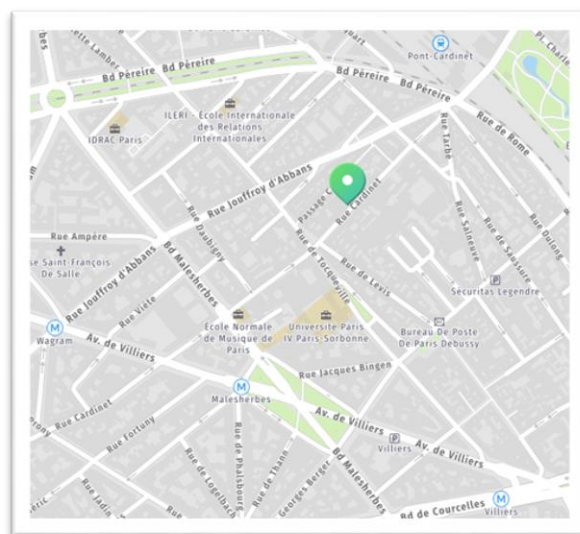 Pont-Cardinet
Bd Péreire
Bd Péreire
Bd Péreire
Bd Péreire
ILERI - École Internationale
des Relations
Internationales
IDRAC Paris
Rue de Rome
Rue Tarbé
Rue Jouffroy d'Abbans
Rue Cardinet
Rue Ampère
Rue Daubigny
Rue de Tocqueville
Rue de Lévis
Rue Salneuve
Rue de Saussure
Rue Dulong
Rue Jouffroy d'Abbans
Bd Malesherbes
Securitas Legendre
Rue Viète
Wagram
Av. de Villiers
École Normale
de Musique de
Paris
Université Paris
IV Paris-Sorbonne
Bureau De Poste
De Paris Debussy
Rue Jacques Bingen
Malesherbes
Rue Cardinet
Rue Fortuny
Av. de Villiers
Av. de Villiers
Villiers
Rue de Phalsbourg
Rue de Thann
Rue de Logelbach
Georges Berger
Bd Malesherbes
Bd de Courcelles
Villiers